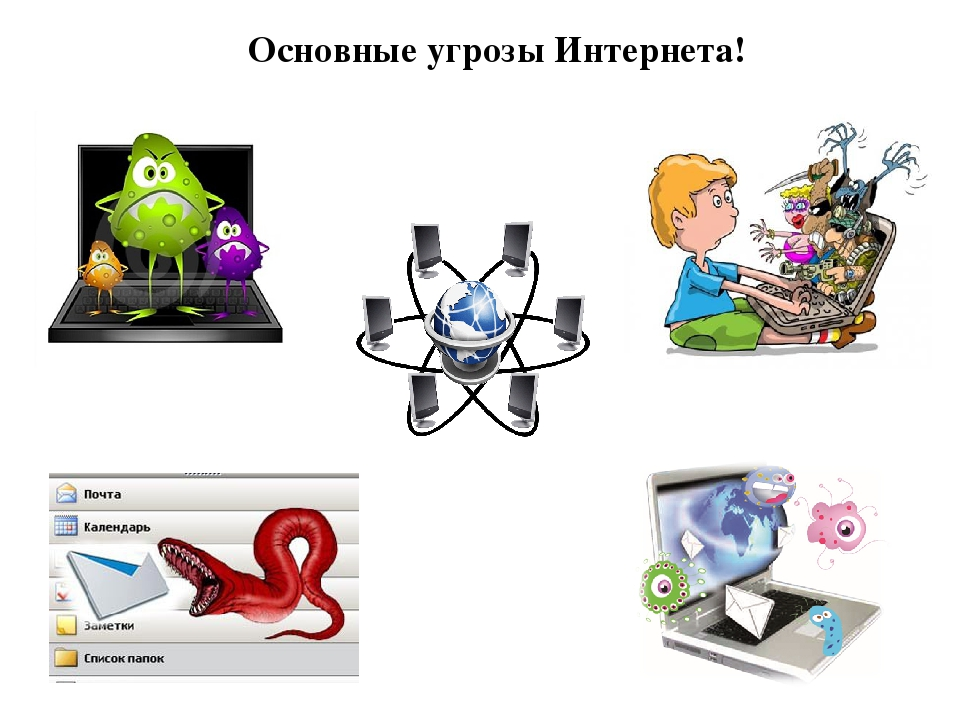 Основные угрозы Интернета!
Почта
Календарь
Заметки
Список папок